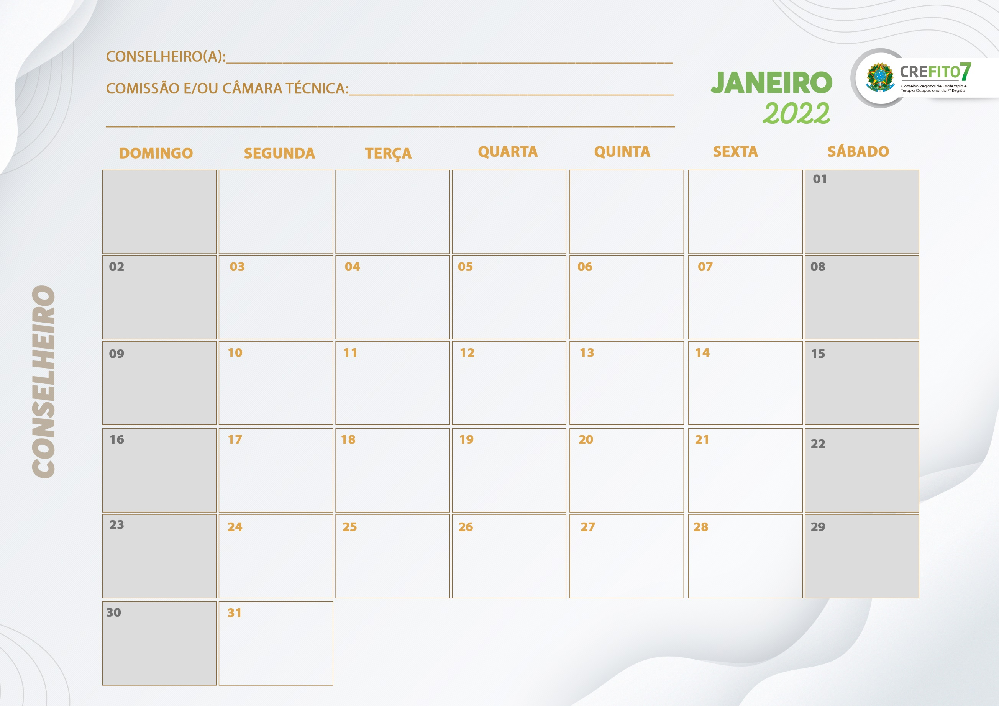 CONSELHEIRO(A):
COMISSÃO E/OU CÂMARA TÉCNICA:
JANEIRO
2022
CREFITO7
Conselho Regional de Fisioterapia e
Terapia Ocupacional da 7ª Região
DOMINGO SEGUNDA TERÇA QUARTA QUINTA SEXTA SÁBADO
01
02 03 04 05 06 07 08
09 10 11 12 13 14 15
16 17 18 19 20 21 22
23 24 25 26 27 28 29
30 31
CONSELHEIRO